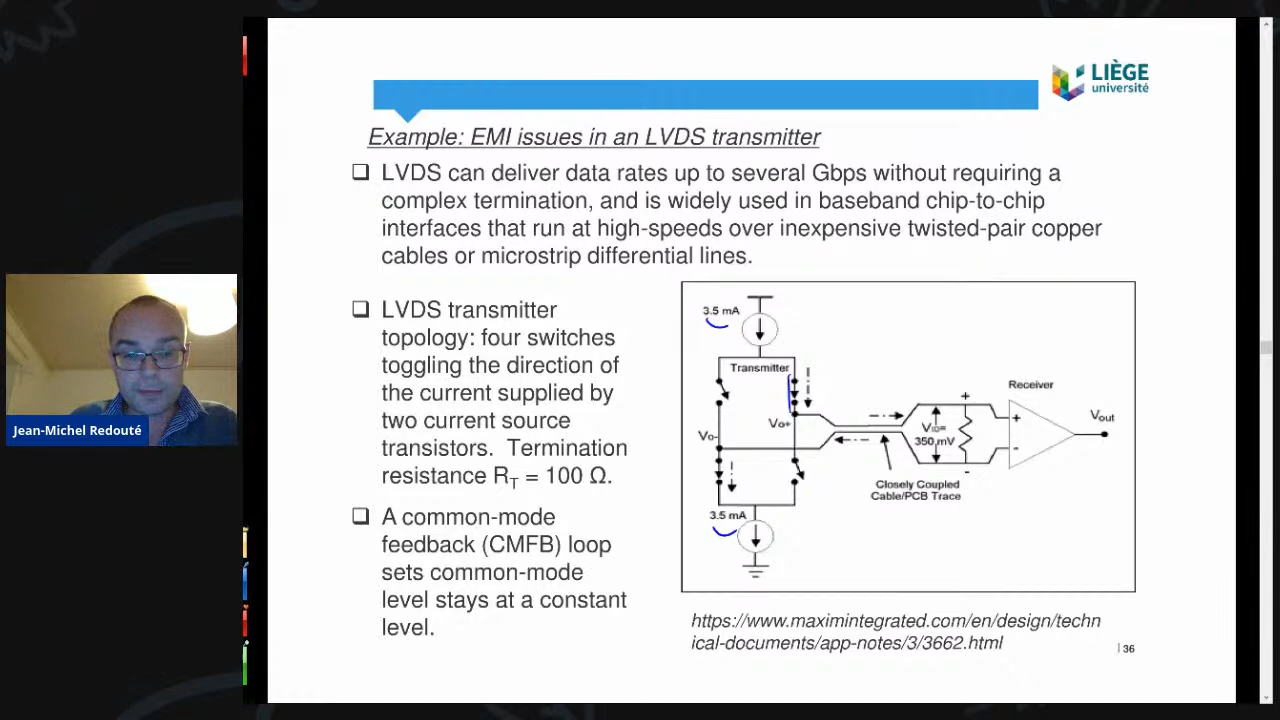 LIÈGE
université
Example: EMI issues in an LVDS transmitter
❑ LVDS can deliver data rates up to several Gbps without requiring a
complex termination, and is widely used in baseband chip-to-chip
interfaces that run at high-speeds over inexpensive twisted-pair copper
cables or microstrip differential lines.
❑ LVDS transmitter
topology: four switches
toggling the direction of
the current supplied by
two current source
transistors. Termination
resistance RT = 100 Ω.
❑ A common-mode
feedback (CMFB) loop
sets common-mode
level stays at a constant
level.
3.5 mA
Transmitter
Receiver
+
Vo+
+
Vout
VID=
350 mV
Vo-
-
-
Closely Coupled
Cable/PCB Trace
3.5 mA
https://www.maximintegrated.com/en/design/techn
ical-documents/app-notes/3/3662.html
| 36
Jean-Michel Redouté